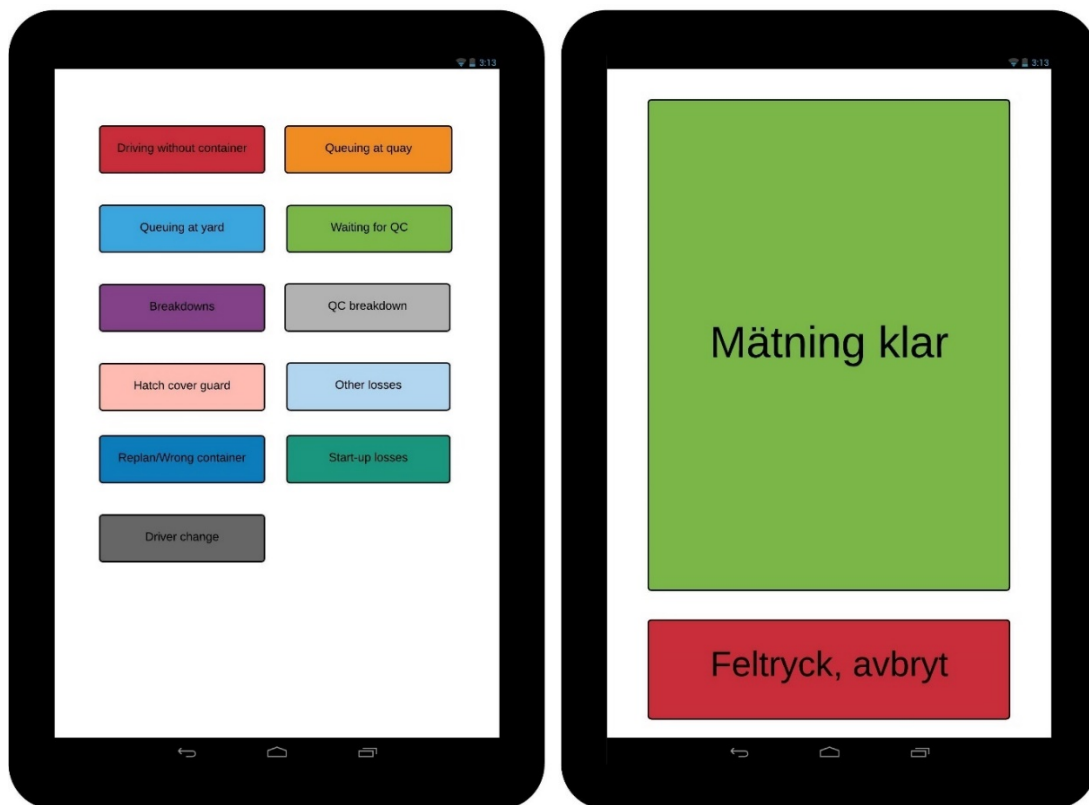 3:13
Driving without container
Queuing at quay
Queuing at yard
Waiting for QC
Breakdowns
QC breakdown
Hatch cover guard
Other losses
Replan/Wrong container
Start-up losses
Driver change
3:13
Mätning klar
Feltryck, avbryt